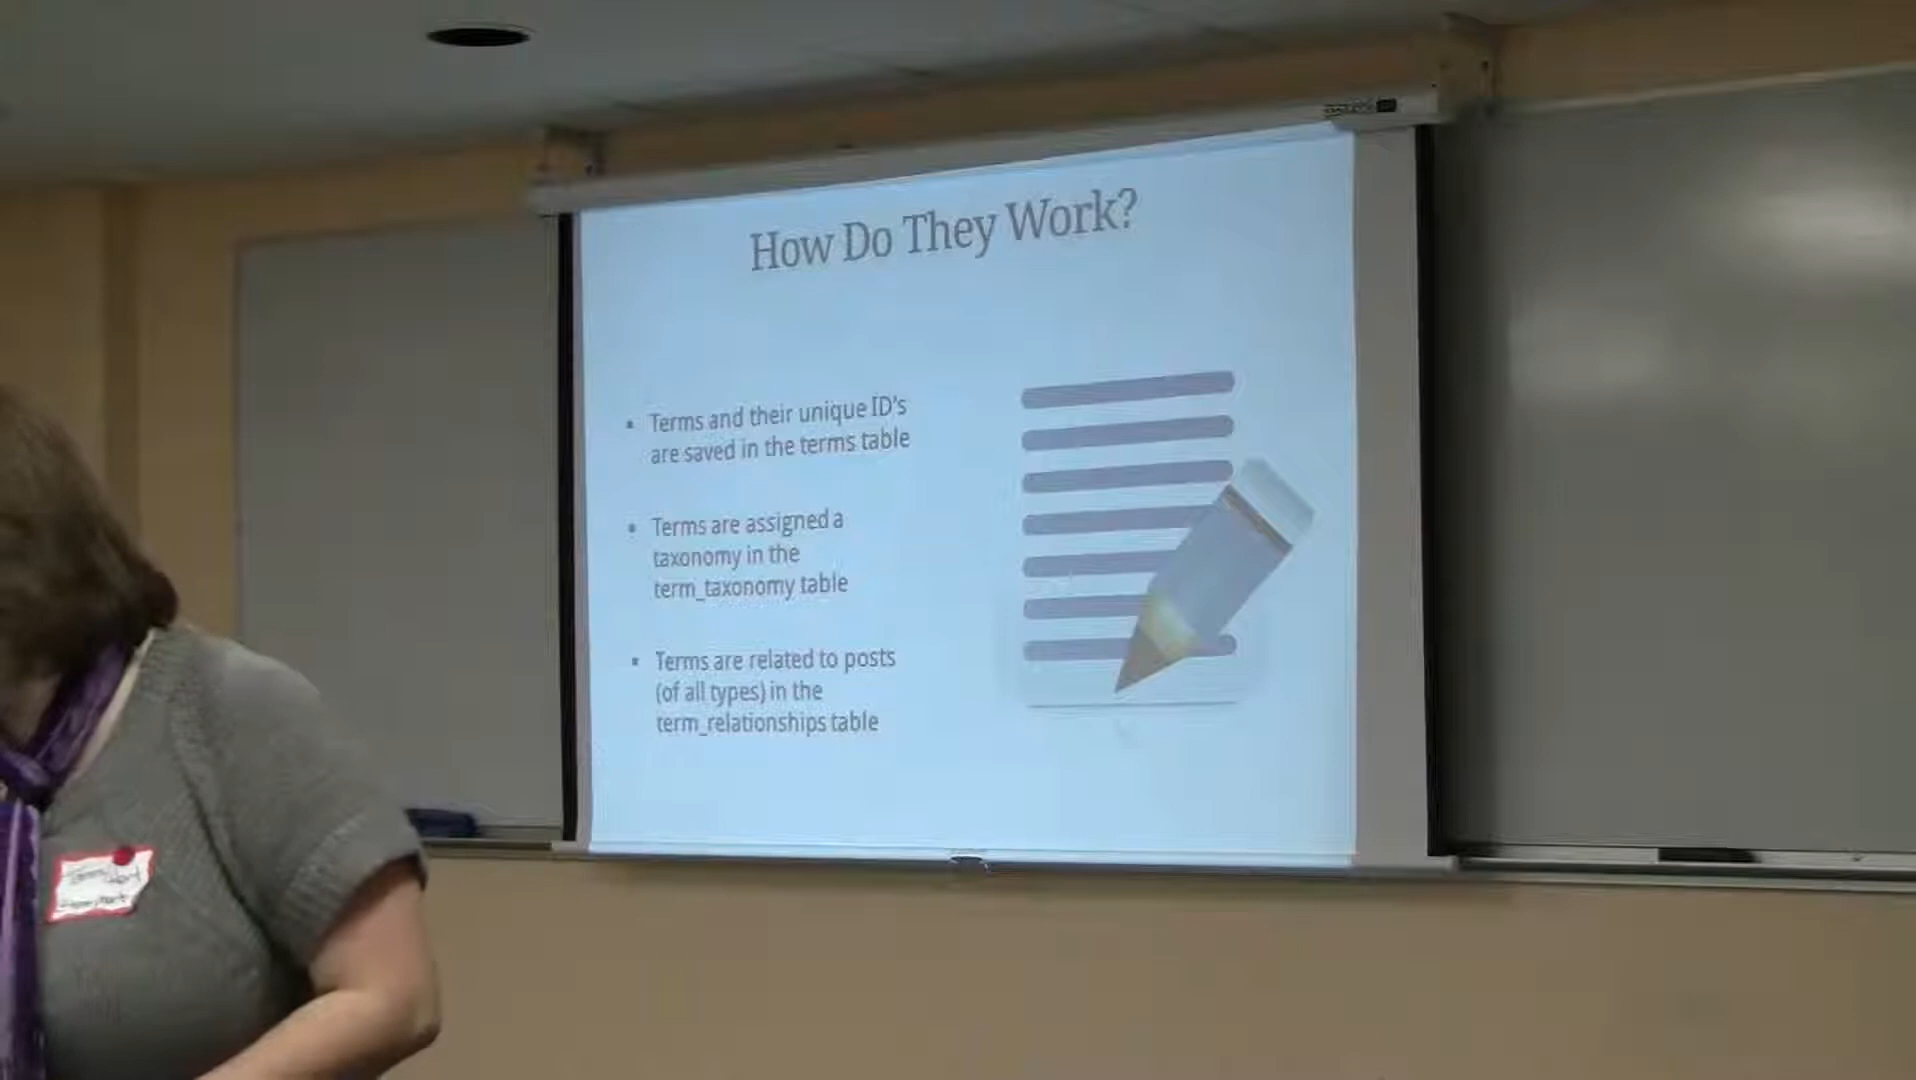 How Do They Work?
▪ Terms and their unique ID's
are saved in the terms table
▪ Terms are assigned a
taxonomy in the
term_taxonomy table
▪ Terms are related to posts
(of all types) in the
term_relationships table